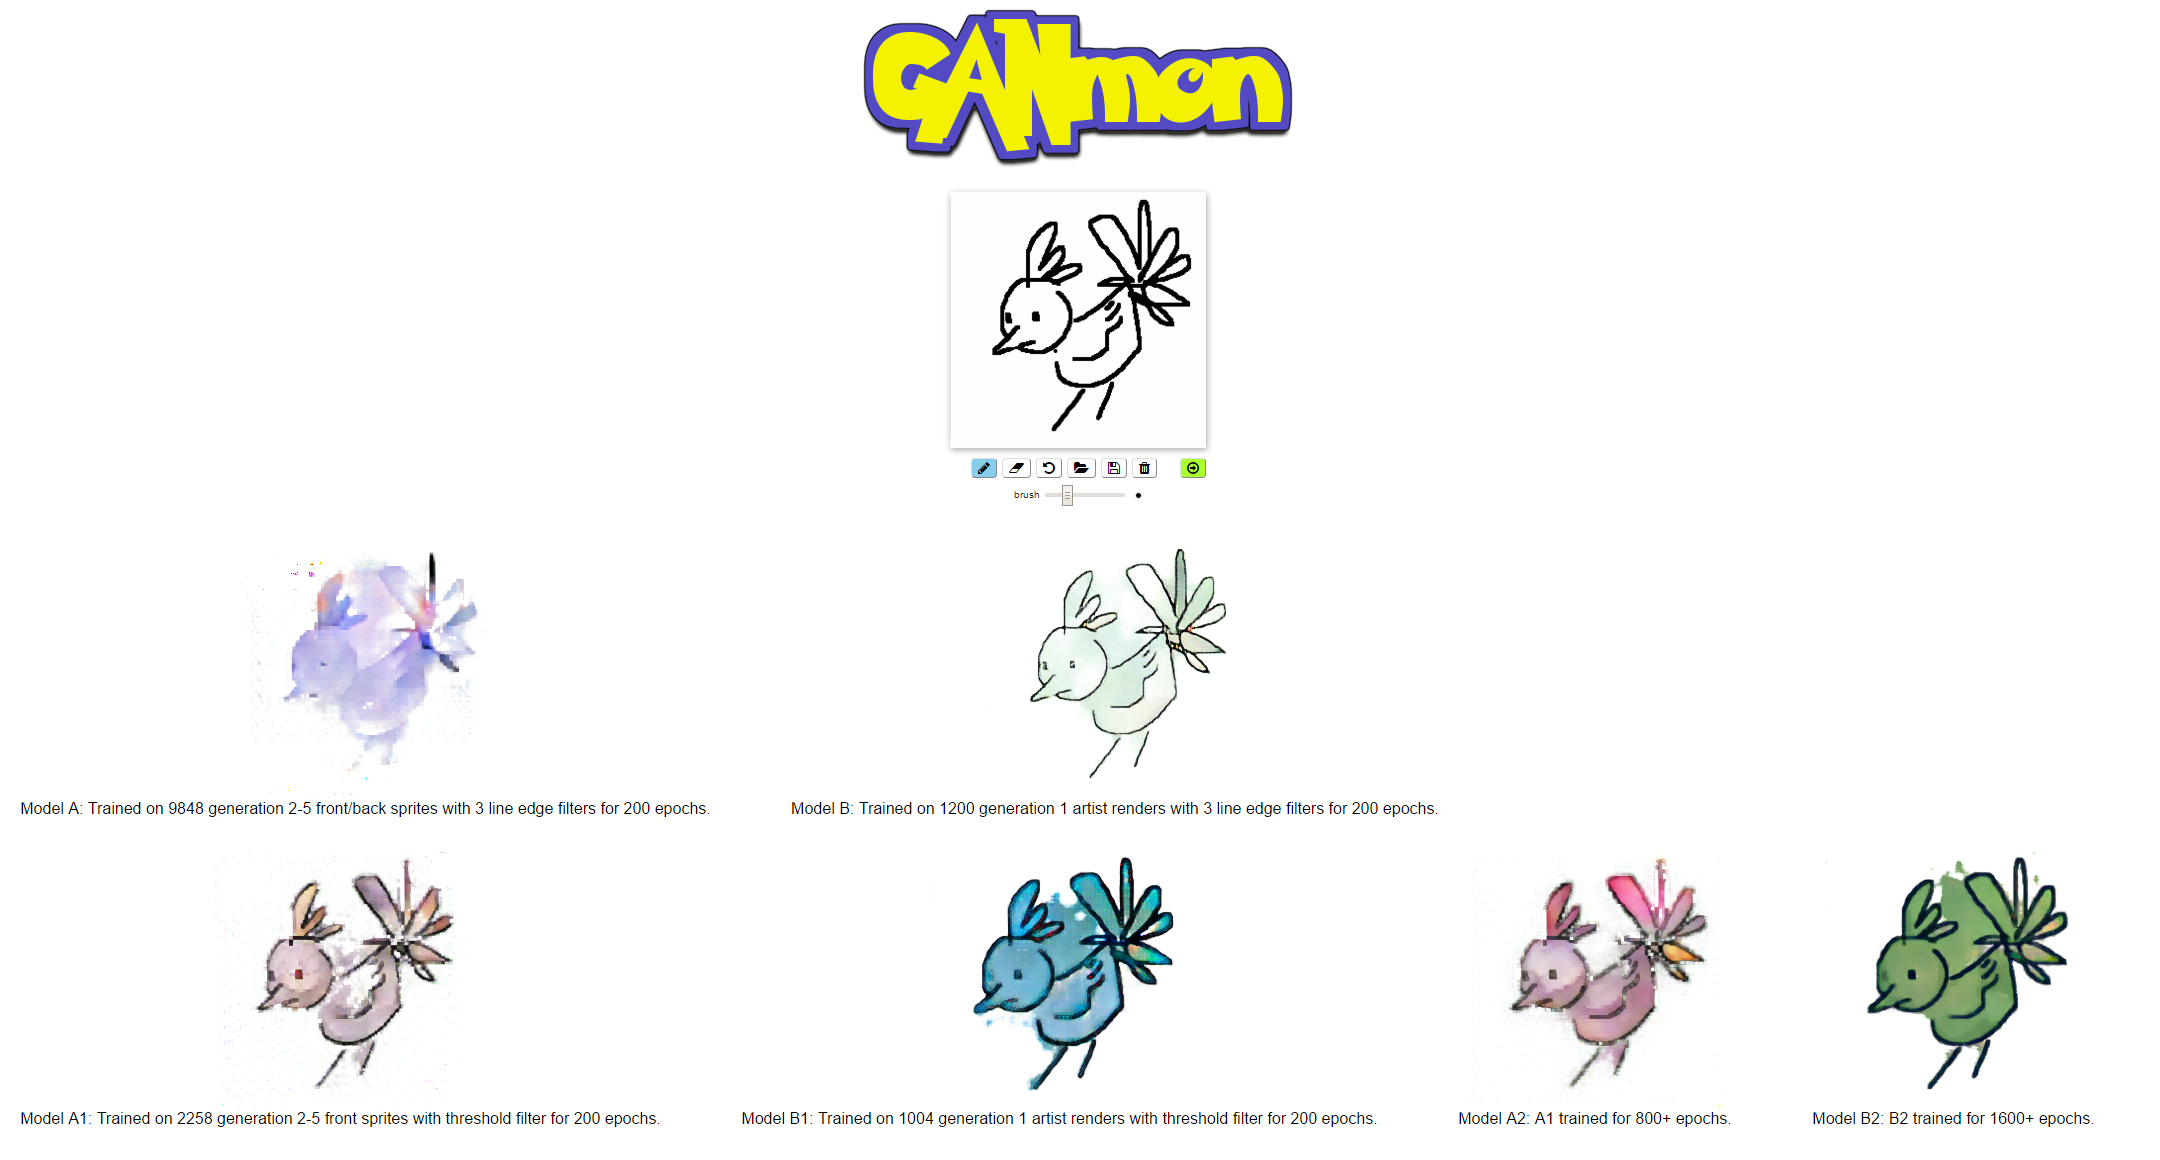 GANmon
brush
Model A: Trained on 9848 generation 2-5 front/back sprites with 3 line edge filters for 200 epochs.
Model B: Trained on 1200 generation 1 artist renders with 3 line edge filters for 200 epochs.
Model A1: Trained on 2258 generation 2-5 front sprites with threshold filter for 200 epochs.
Model B1: Trained on 1004 generation 1 artist renders with threshold filter for 200 epochs.
Model A2: A1 trained for 800+ epochs.
Model B2: B2 trained for 1600+ epochs.